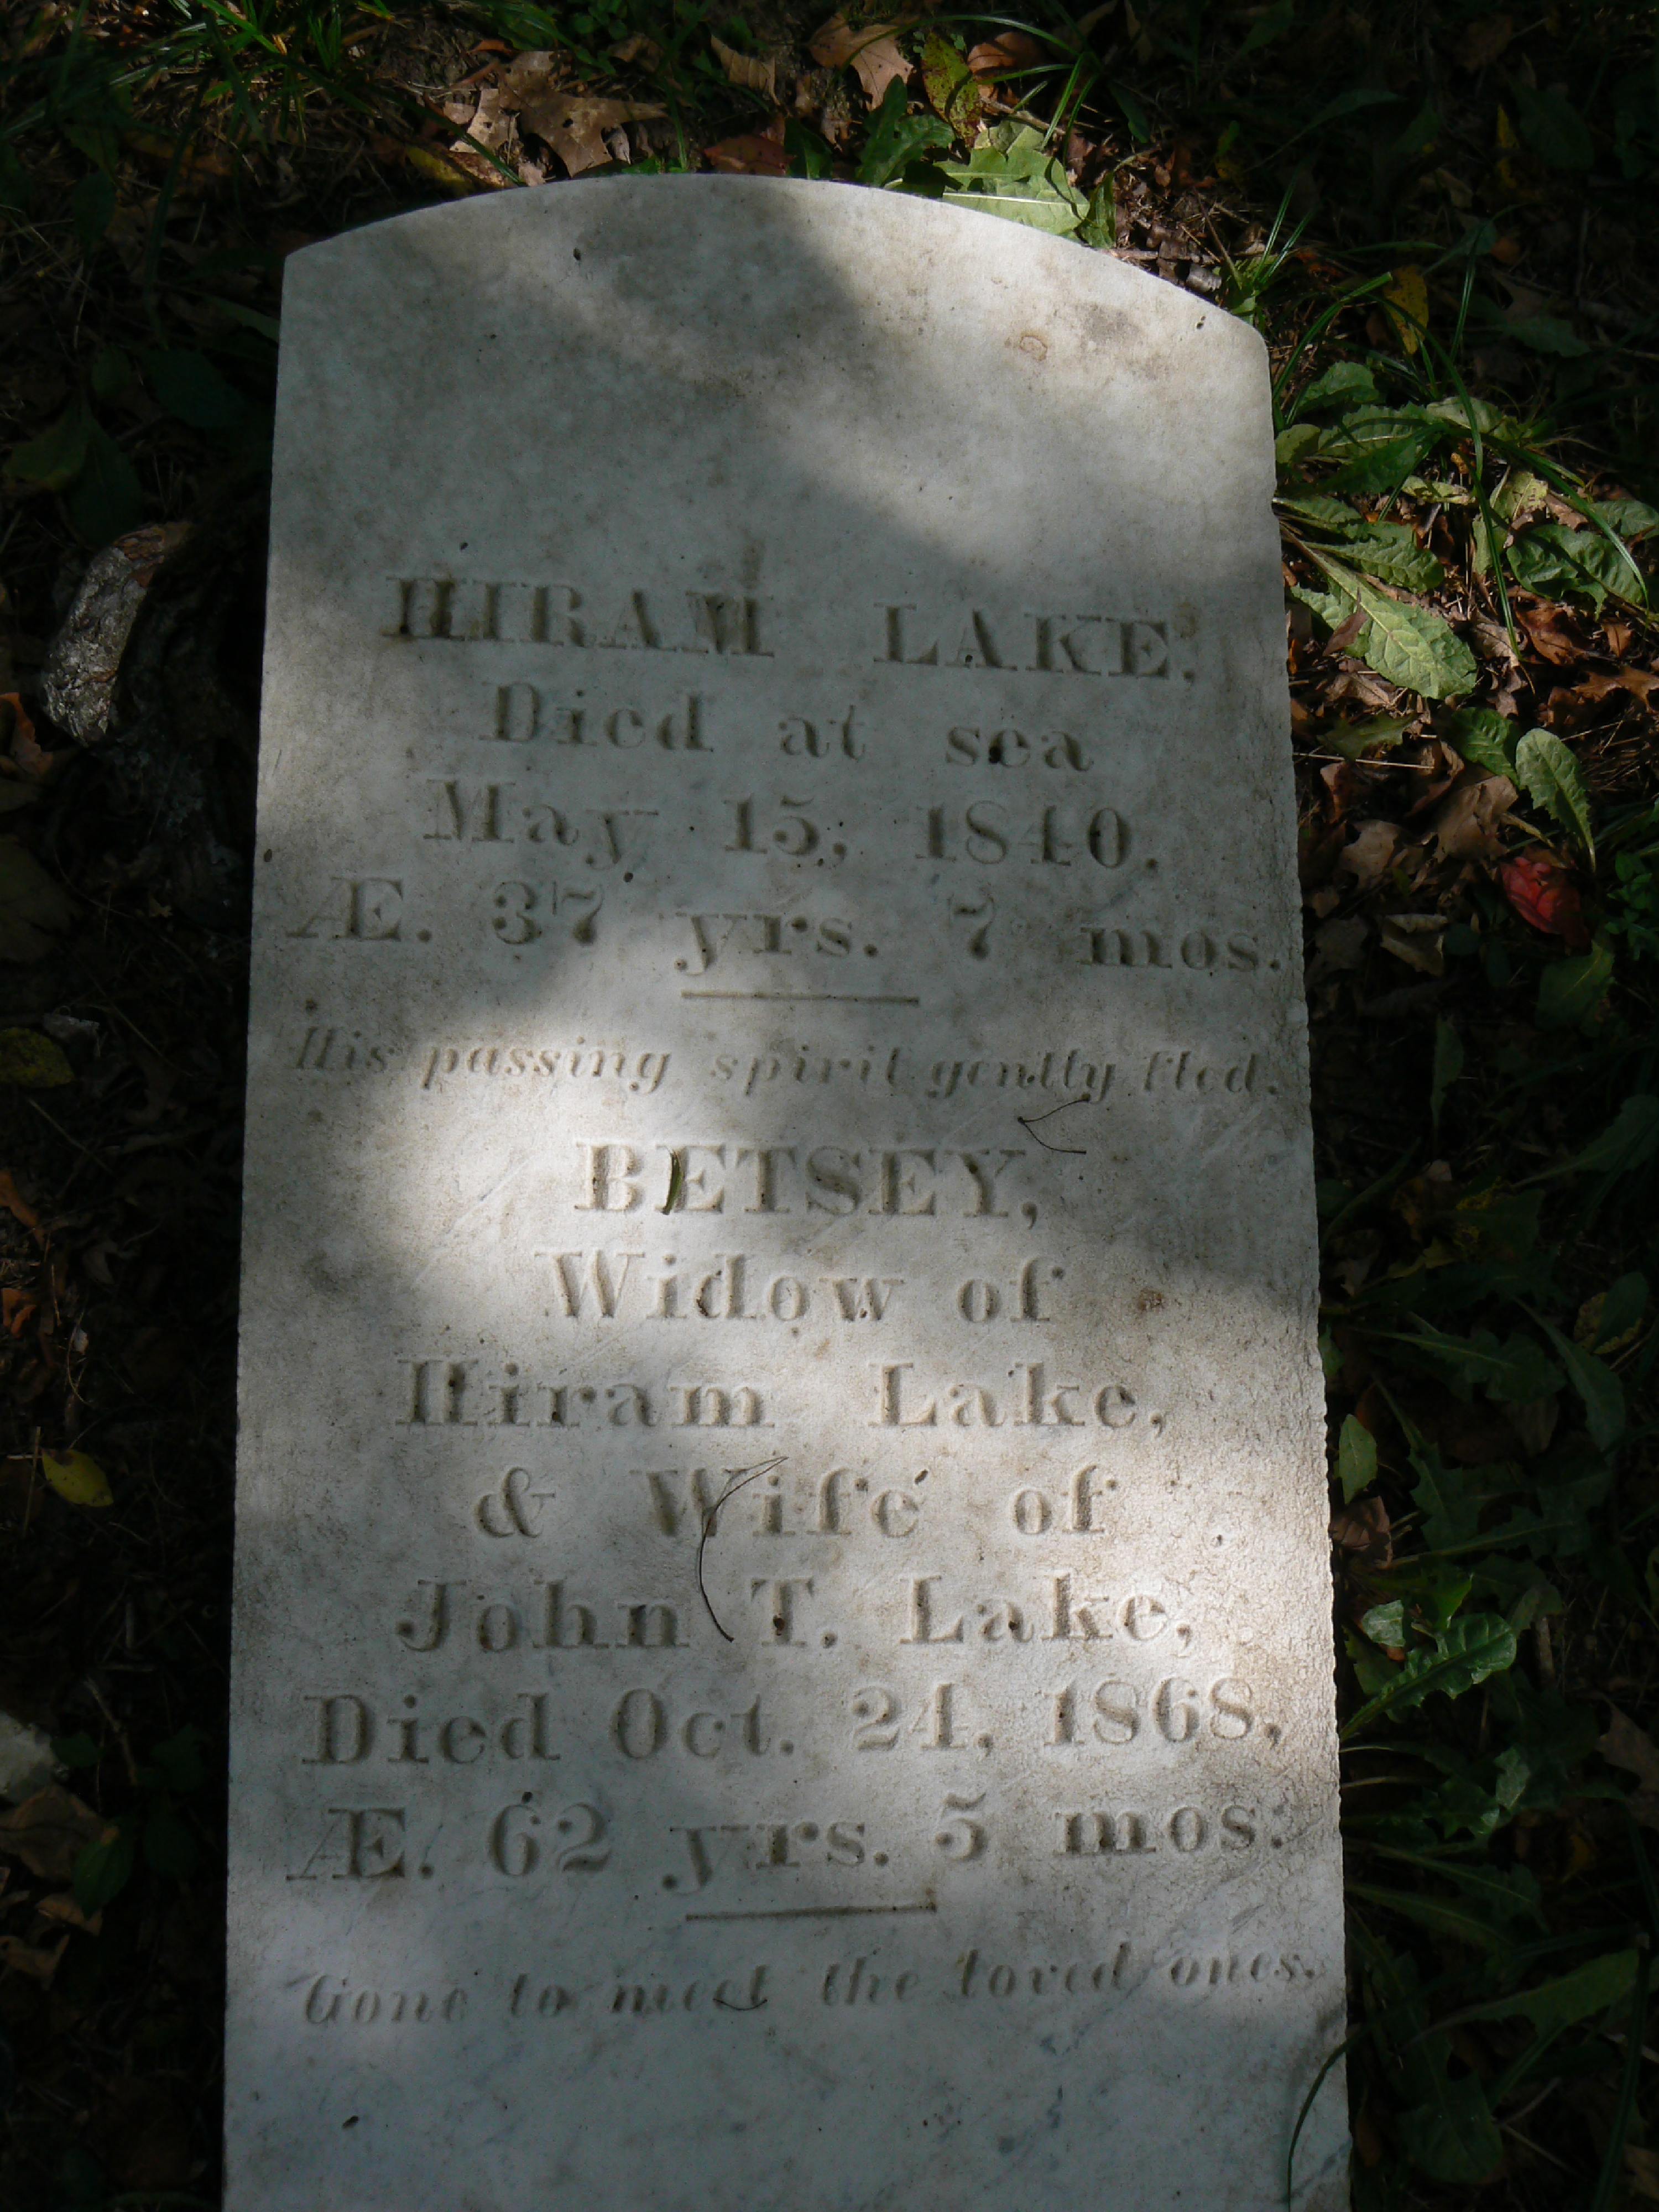 HIRAM LAKE,
Died at sea
May 15, 1840.
Æ. 37 yrs. 7 mos.
His passing spirit gently fled.
BETSEY,
Widow of
Hiram Lake,
& Wife of
John T. Lake,
Died Oct. 24, 1868,
Æ. 62 yrs. 5 mos.
Gone to meet the loved ones.